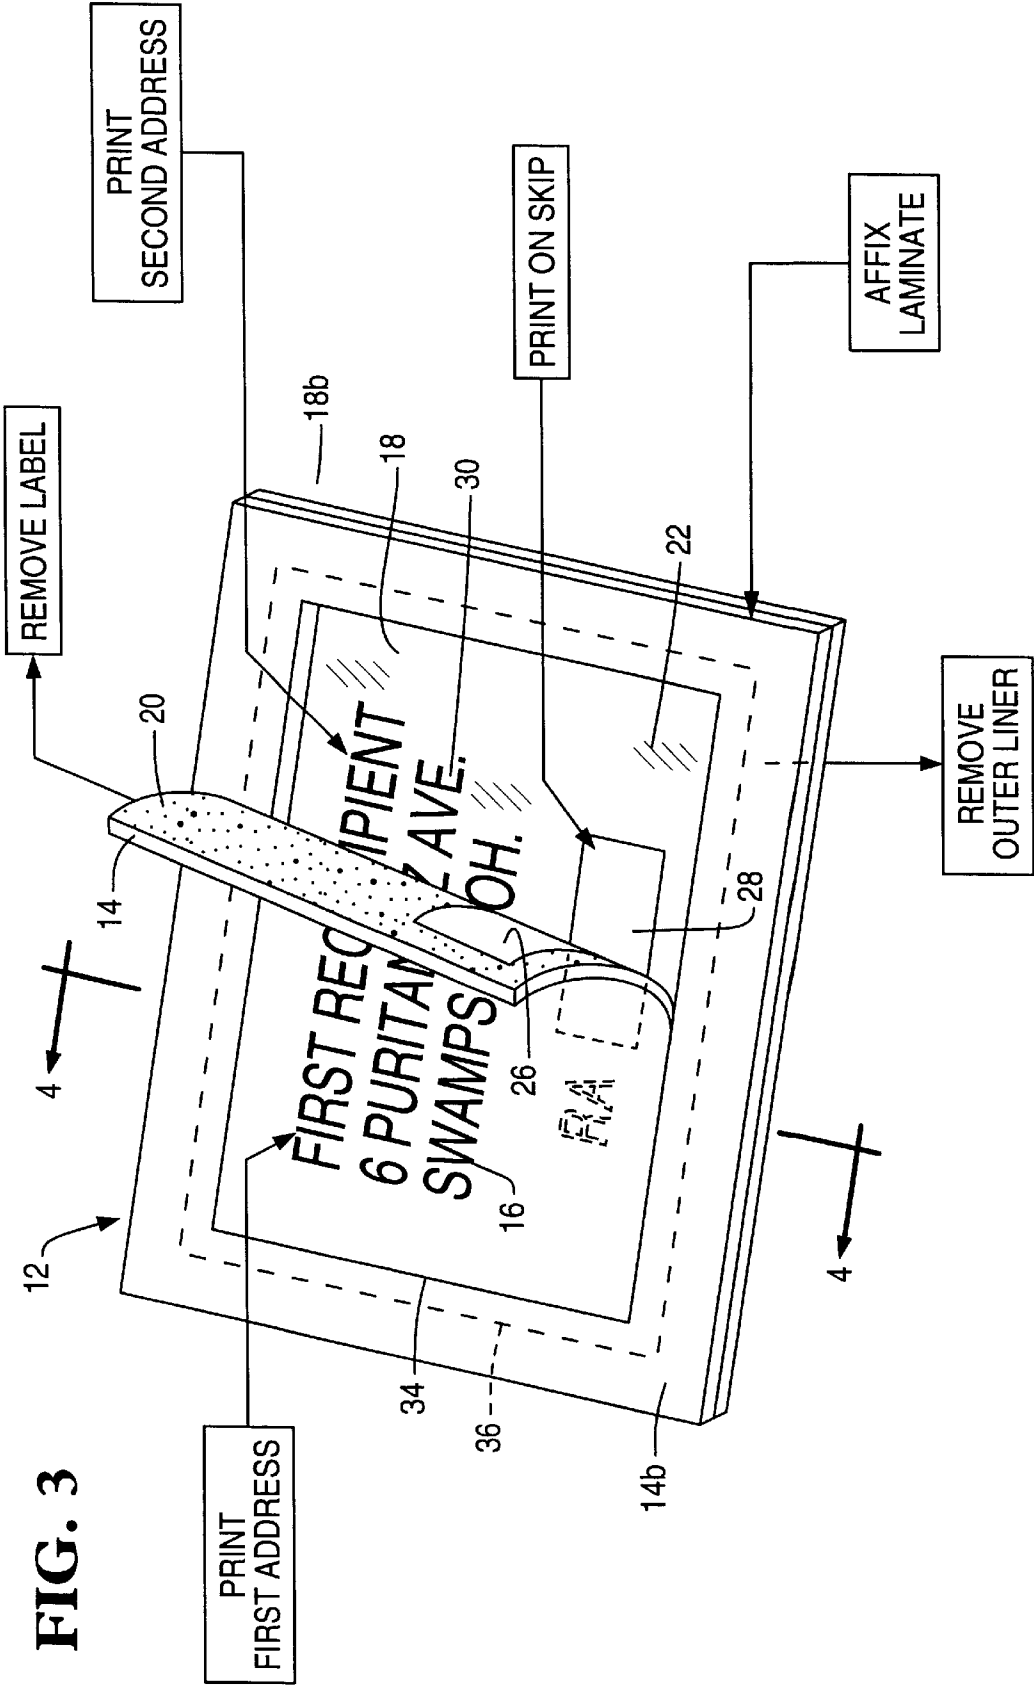 FIG. 3
REMOVE LABEL
12
4
14
20
PRINT
SECOND ADDRESS
PRINT
FIRST ADDRESS
18b
18
FIRST REC IPIENT
6 PURITAN AVE.
SWAMPS OH.
30
34
36
16
26
RA
22
28
14b
PRINT ON SKIP
4
AFFIX
LAMINATE
REMOVE
OUTER LINER